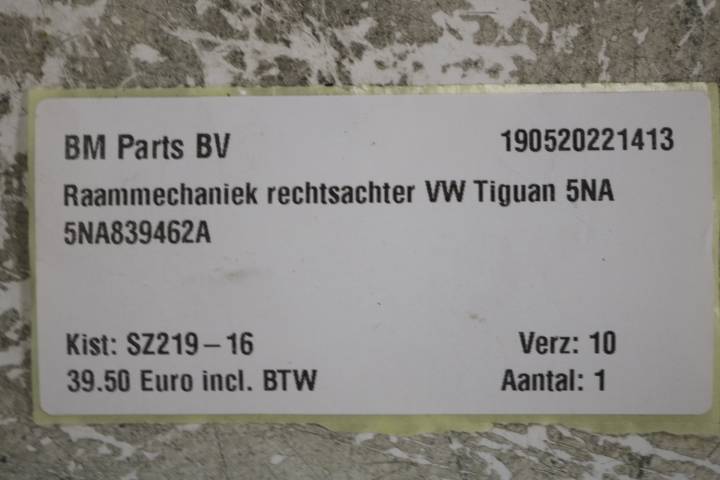 BM Parts BV 190520221413
Raammechaniek rechtsachter VW Tiguan 5NA
5NA839462A
Kist: SZ219-16 Verz: 10
39.50 Euro incl. BTW Aantal: 1